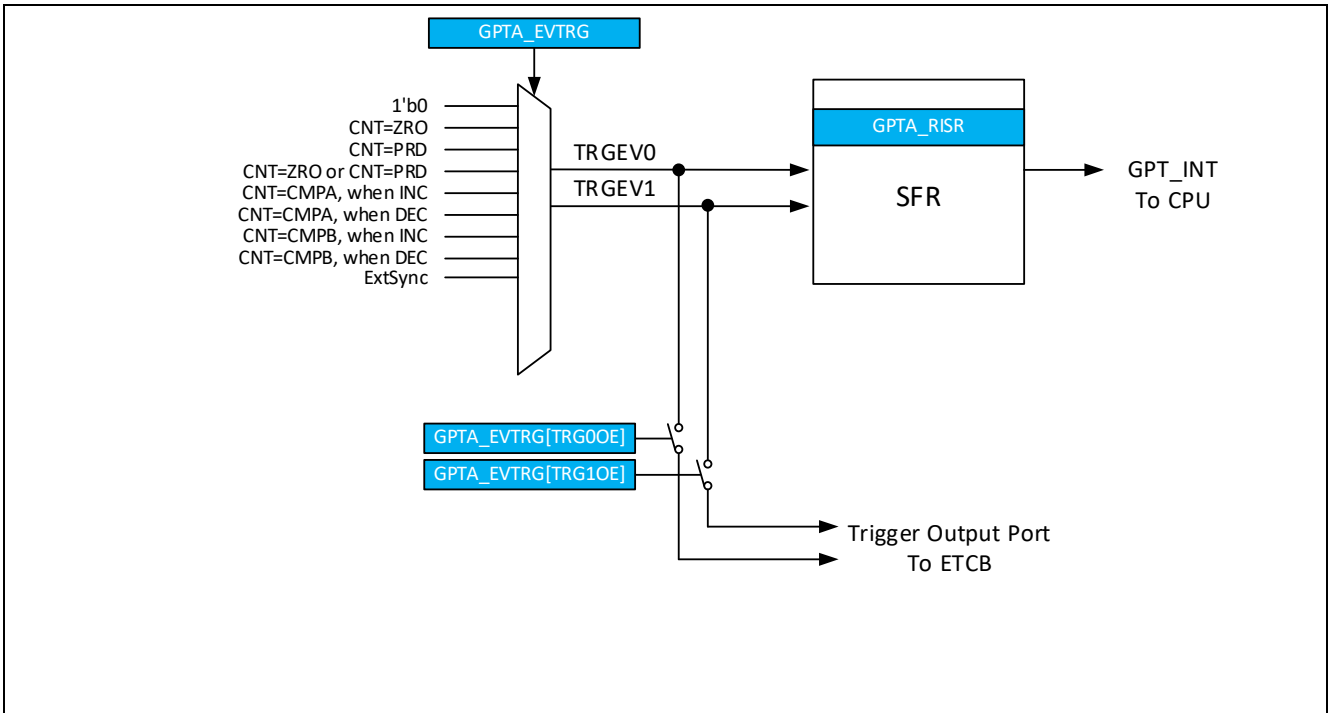 GPTA_EVTRG
1'b0
CNT=ZRO
CNT=PRD
CNT=ZRO or CNT=PRD
CNT=CMPA, when INC
CNT=CMPA, when DEC
CNT=CMPB, when INC
CNT=CMPB, when DEC
ExtSync
TRGEV0
TRGEV1
GPTA_RISR
SFR
GPT_INT
To CPU
GPTA_EVTRG[TRG0OE]
GPTA_EVTRG[TRG1OE]
Trigger Output Port
To ETCB